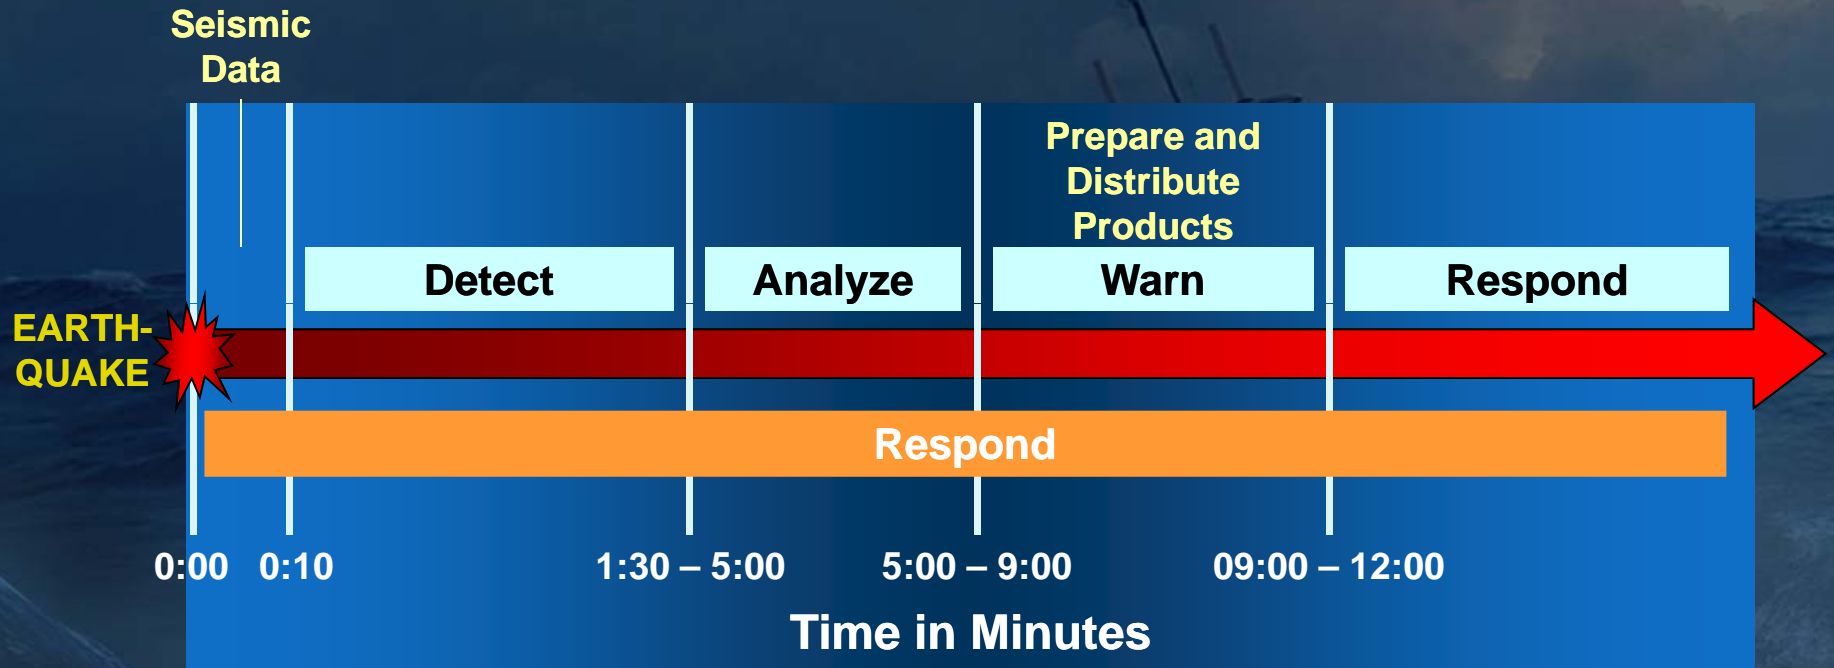 Seismic
Data
Prepare and
Distribute
Products
Detect
Analyze
Warn
Respond
EARTH-
QUAKE
Respond
0:00
0:10
1:30 – 5:00
5:00 – 9:00
09:00 – 12:00
Time in Minutes